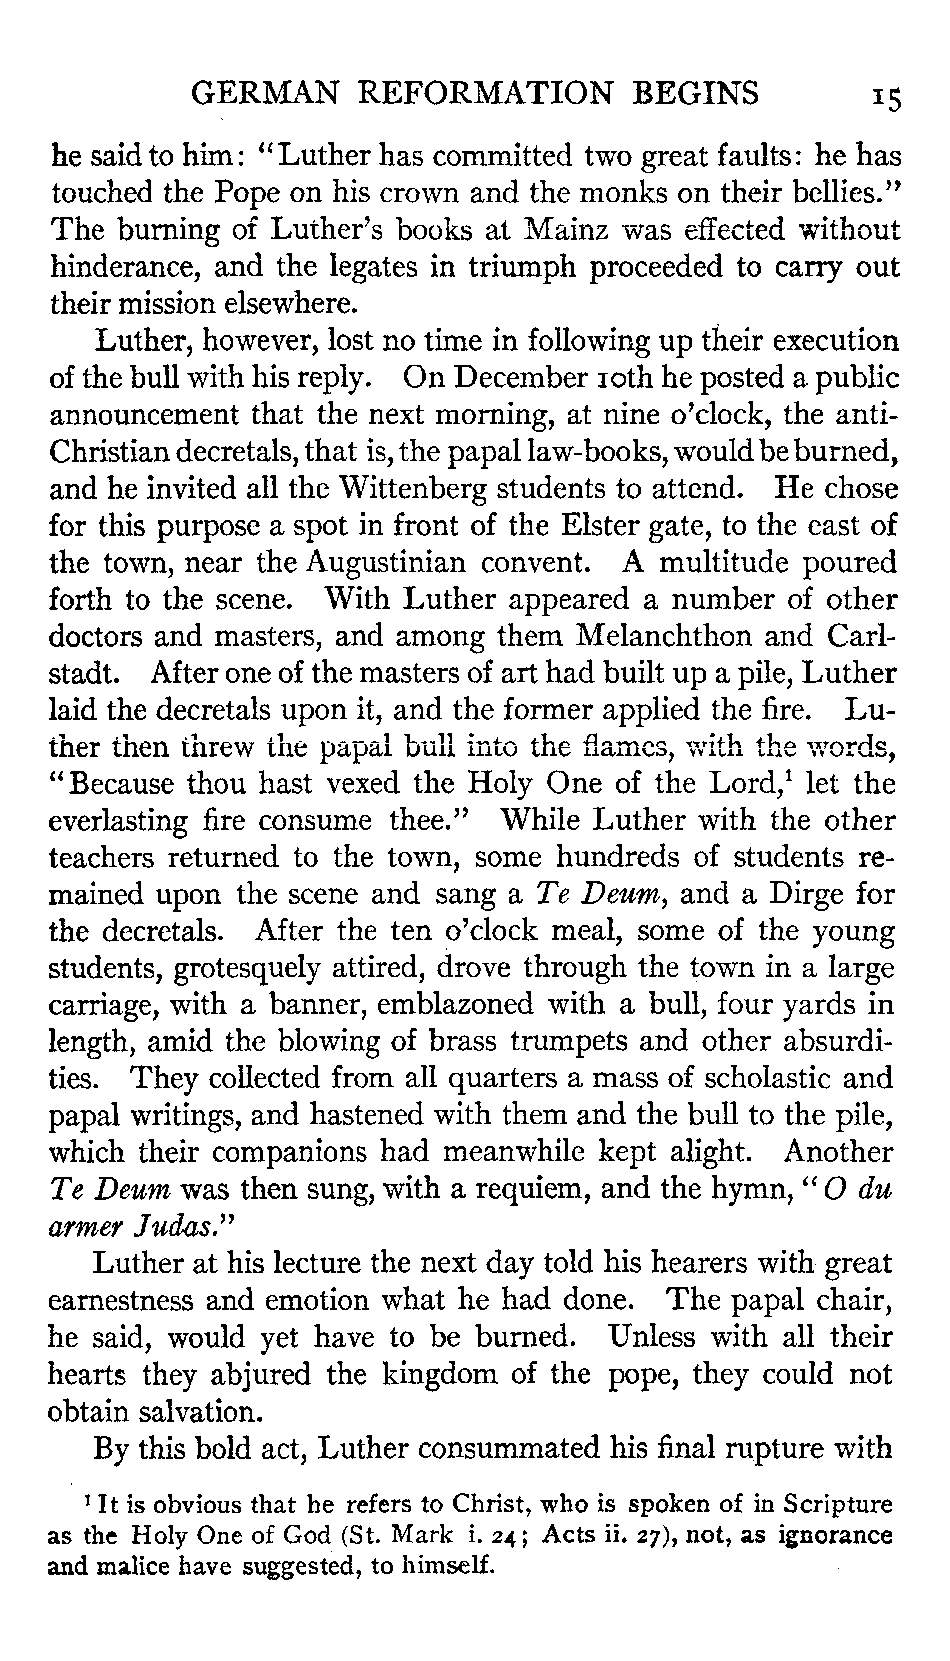 GERMAN REFORMATION BEGINS 15
he said to him: "Luther has committed two great faults: he has
touched the Pope on his crown and the monks on their bellies."
The burning of Luther's books at Mainz was effected without
hinderance, and the legates in triumph proceeded to carry out
their mission elsewhere.
Luther, however, lost no time in following up their execution
of the bull with his reply. On December 10th he posted a public
announcement that the next morning, at nine o'clock, the anti-
Christian decretals, that is, the papal law-books, would be burned,
and he invited all the Wittenberg students to attend. He chose
for this purpose a spot in front of the Elster gate, to the east of
the town, near the Augustinian convent. A multitude poured
forth to the scene. With Luther appeared a number of other
doctors and masters, and among them Melanchthon and Carl-
stadt. After one of the masters of art had built up a pile, Luther
laid the decretals upon it, and the former applied the fire. Lu-
ther then threw the papal bull into the flames, with the words,
"Because thou hast vexed the Holy One of the Lord,¹ let the
everlasting fire consume thee." While Luther with the other
teachers returned to the town, some hundreds of students re-
mained upon the scene and sang a Te Deum, and a Dirge for
the decretals. After the ten o'clock meal, some of the young
students, grotesquely attired, drove through the town in a large
carriage, with a banner, emblazoned with a bull, four yards in
length, amid the blowing of brass trumpets and other absurdi-
ties. They collected from all quarters a mass of scholastic and
papal writings, and hastened with them and the bull to the pile,
which their companions had meanwhile kept alight. Another
Te Deum was then sung, with a requiem, and the hymn, "O du
armer Judas."
Luther at his lecture the next day told his hearers with great
earnestness and emotion what he had done. The papal chair,
he said, would yet have to be burned. Unless with all their
hearts they abjured the kingdom of the pope, they could not
obtain salvation.
By this bold act, Luther consummated his final rupture with
¹ It is obvious that he refers to Christ, who is spoken of in Scripture
as the Holy One of God (St. Mark i. 24; Acts ii. 27), not, as ignorance
and malice have suggested, to himself.